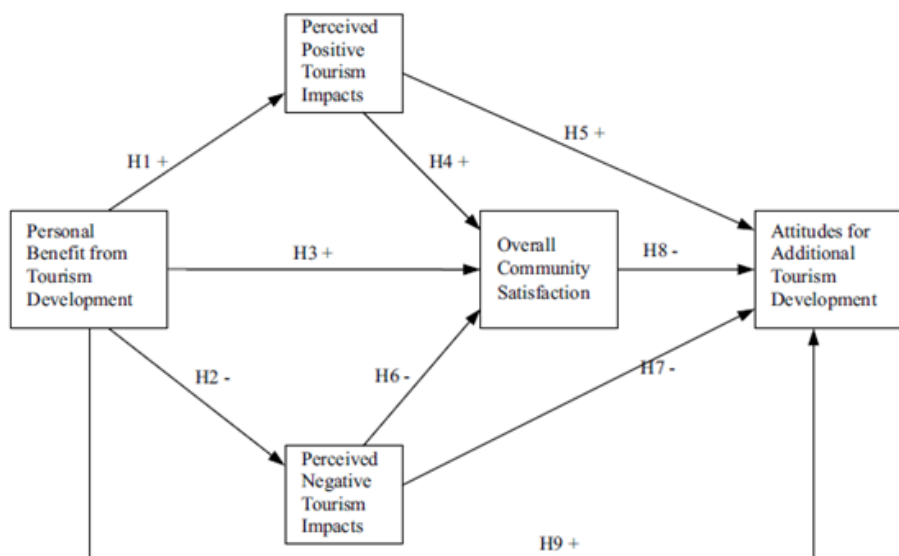 Perceived
Positive
Tourism
Impacts
H1 +
H4 +
H5 +
Personal
Benefit from
Tourism
Development
H3 +
Overall
Community
Satisfaction
H8 -
Attitudes for
Additional
Tourism
Development
H2 -
H6 -
H7 -
Perceived
Negative
Tourism
Impacts
H9 +